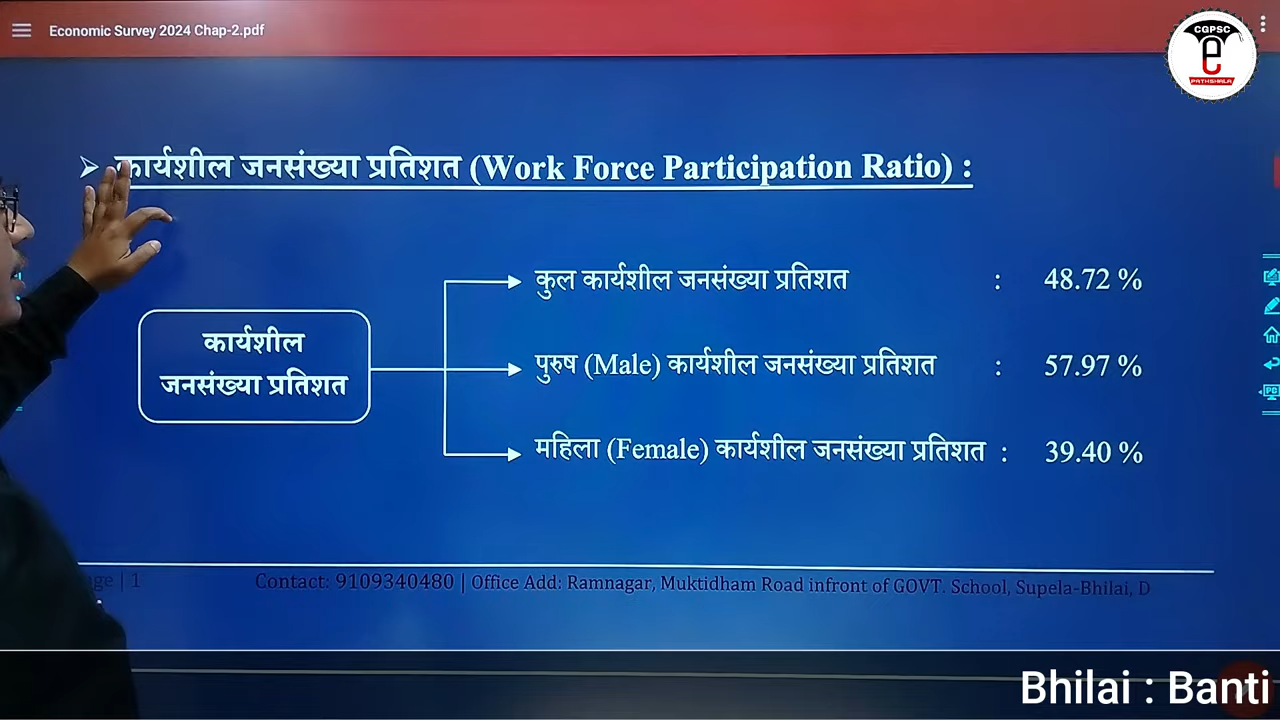 Economic Survey 2024 Chap-2.pdf
CGPSC
e
PATHSHALA
➢ कार्यशील जनसंख्या प्रतिशत (Work Force Participation Ratio) :
कार्यशील
जनसंख्या प्रतिशत
कुल कार्यशील जनसंख्या प्रतिशत : 48.72 %
पुरुष (Male) कार्यशील जनसंख्या प्रतिशत : 57.97 %
महिला (Female) कार्यशील जनसंख्या प्रतिशत : 39.40 %
PC
| 1 Contact: 9109340480 | Office Add: Ramnagar, Muktidham Road infront of GOVT. School, Supela-Bhilai, D
Bhilai : Banti